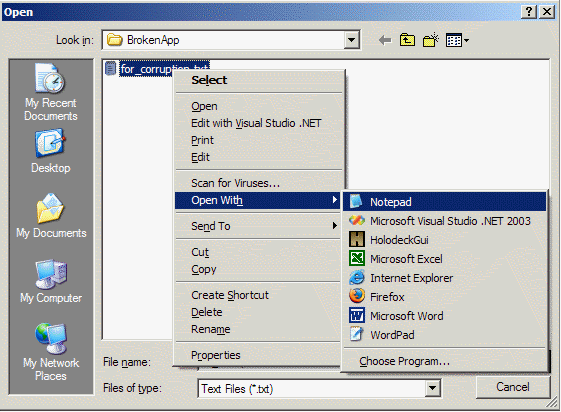 Open
Look in:
BrokenApp
for_corruption.txt
My Recent
Documents
Desktop
My Documents
My Computer
My Network
Places
Select
Open
Edit with Visual Studio .NET
Print
Edit
Scan for Viruses...
Open With
Send To
Cut
Copy
Create Shortcut
Delete
Rename
Properties
Notepad
Microsoft Visual Studio .NET 2003
HolodeckGui
Microsoft Excel
Internet Explorer
Firefox
Microsoft Word
WordPad
Choose Program...
File name:
Files of type:
Text Files (*.txt)
Cancel